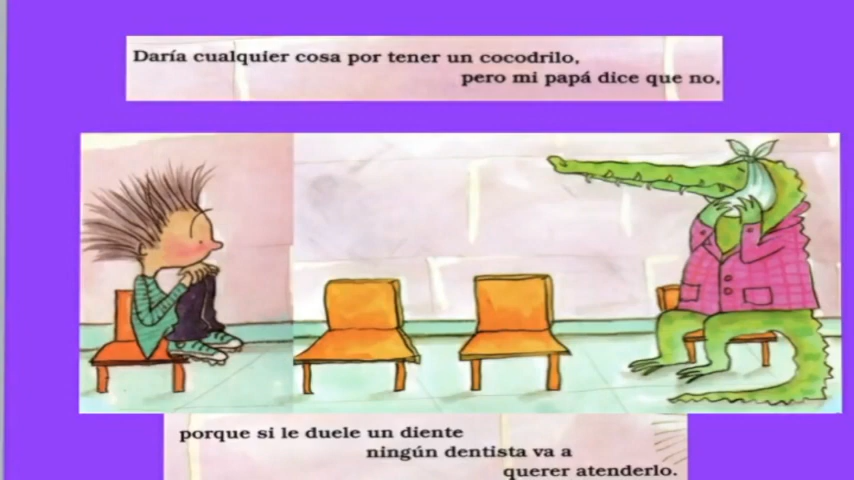 Daría cualquier cosa por tener un cocodrilo,
pero mi papá dice que no,
porque si le duele un diente
ningún dentista va a
querer atenderlo.